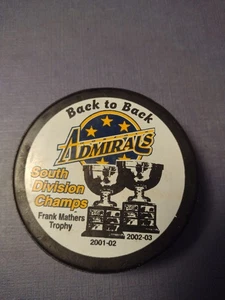 Back to Back
ADMIRALS
South
Division
Champs
Frank Mathers
Trophy
2001-02
2002-03